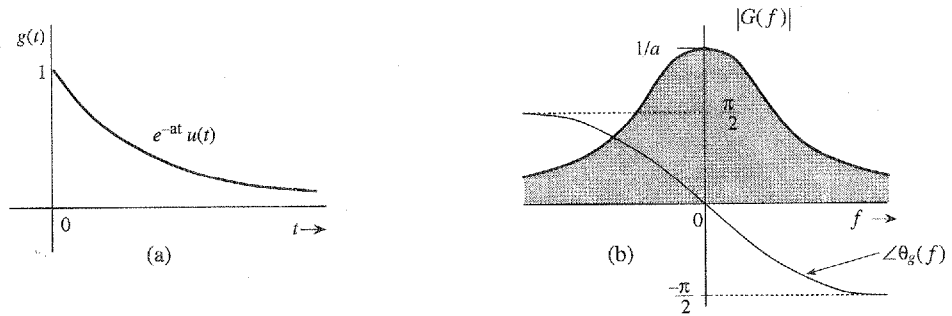 g(t)
1
e^{-at} u(t)
0
t→
(a)
|G(f)|
1/a
π/2
0
f→
(b)
∠θ_g(f)
-π/2